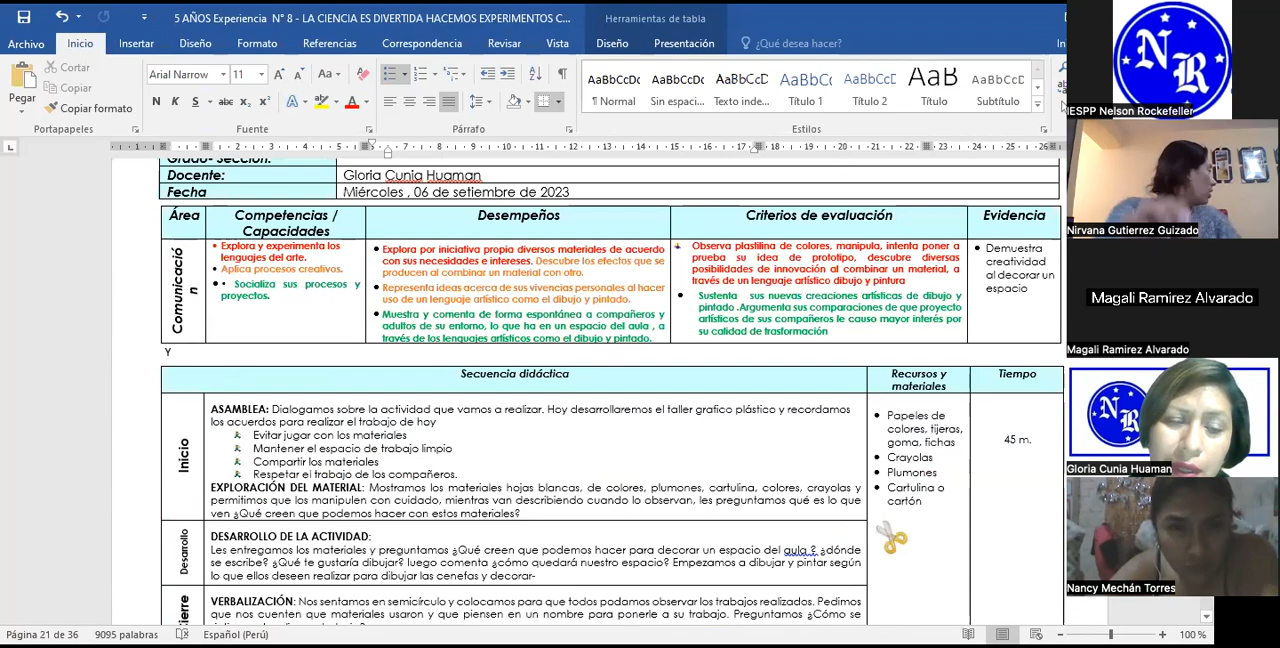 5 AÑOS Experiencia N° 8 - LA CIENCIA ES DIVERTIDA HACEMOS EXPERIMENTOS C...
Herramientas de tabla
Archivo
Inicio
Insertar
Diseño
Formato
Referencias
Correspondencia
Revisar
Vista
Diseño
Presentación
¿Qué desea hacer?
In
Pegar
Cortar
Copiar
Copiar formato
Portapapeles
Arial Narrow
11
Fuente
Párrafo
AaBbCcDc
¶ Normal
AaBbCcDc
Sin espaci...
AaBbCcDc
Texto inde...
AaBbCc
Título 1
AaBbCcDc
Título 2
AaB
Título
AaBbCcDc
Subtítulo
Estilos
Grado- Sección:
Docente:
Gloria Cunia Huaman
Fecha
Miércoles , 06 de setiembre de 2023
Área
Competencias /
Capacidades
Desempeños
Criterios de evaluación
Evidencia
Comunicació
n
• Explora y experimenta los
lenguajes del arte.
• Aplica procesos creativos.
• • Socializa sus procesos y
proyectos.
• Explora por iniciativa propia diversos materiales de acuerdo
con sus necesidades e intereses. Descubre los efectos que se
producen al combinar un material con otro.
• Representa ideas acerca de sus vivencias personales al hacer
uso de un lenguaje artístico como el dibujo y pintado.
• Muestra y comenta de forma espontánea a compañeros y
adultos de su entorno, lo que ha en un espacio del aula , a
través de los lenguajes artísticos como el dibujo y pintado.
Observa plastilina de colores, manipula, intenta poner a
prueba su idea de prototipo, descubre diversas
posibilidades de innovación al combinar un material, a
través de un lenguaje artístico dibujo y pintura
• Sustenta sus nuevas creaciones artísticas de dibujo y
pintado .Argumenta sus comparaciones de que proyecto
artísticos de sus compañeros le causo mayor interés por
su calidad de trasformación
• Demuestra
creatividad
al decorar un
espacio
Y
Secuencia didáctica
Recursos y
materiales
Tiempo
Inicio
ASAMBLEA: Dialogamos sobre la actividad que vamos a realizar. Hoy desarrollaremos el taller grafico plástico y recordamos
los acuerdos para realizar el trabajo de hoy
Evitar jugar con los materiales
Mantener el espacio de trabajo limpio
Compartir los materiales
Respetar el trabajo de los compañeros.
EXPLORACIÓN DEL MATERIAL: Mostramos los materiales hojas blancas, de colores, plumones, cartulina, colores, crayolas y
permitimos que los manipulen con cuidado, mientras van describiendo cuando lo observan, les preguntamos qué es lo que
ven ¿Qué creen que podemos hacer con estos materiales?
• Papeles de
colores, tijeras,
goma, fichas
• Crayolas
• Plumones
• Cartulina o
cartón
45 m.
Desarrollo
DESARROLLO DE LA ACTIVIDAD:
Les entregamos los materiales y preguntamos ¿Qué creen que podemos hacer para decorar un espacio del aula ? ¿dónde
se escribe? ¿Qué te gustaría dibujar? luego comenta ¿cómo quedará nuestro espacio? Empezamos a dibujar y pintar según
lo que ellos deseen realizar para dibujar las cenefas y decorar-
Cierre
VERBALIZACIÓN: Nos sentamos en semicírculo y colocamos para que todos podamos observar los trabajos realizados. Pedimos
que nos cuenten que materiales usaron y que piensen en un nombre para ponerle a su trabajo. Preguntamos ¿Cómo se
Página 21 de 36
9095 palabras
Español (Perú)
100 %
NR
IESPP Nelson Rockefeller
Nirvana Gutierrez Guizado
Magali Ramirez Alvarado
Magali Ramirez Alvarado
NR
Gloria Cunia Huaman
Nancy Mechán Torres